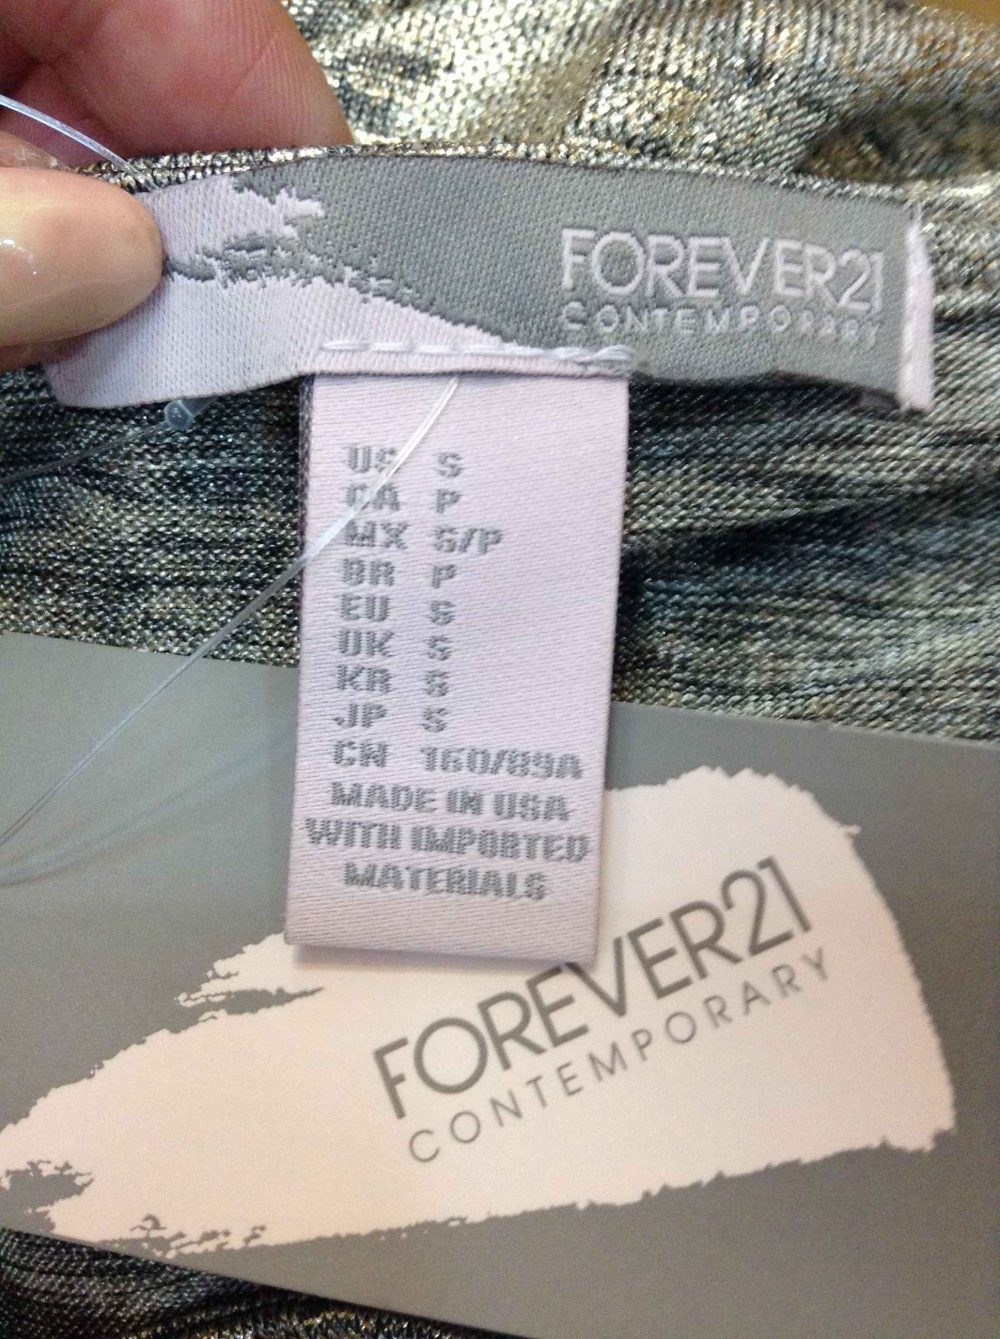 FOREVER21
CONTEMPORARY
US S
CA P
MX S/P
BR P
EU S
UK S
KR S
JP S
CN 160/89A
MADE IN USA
WITH IMPORTED
MATERIALS
FOREVER21
CONTEMPORARY